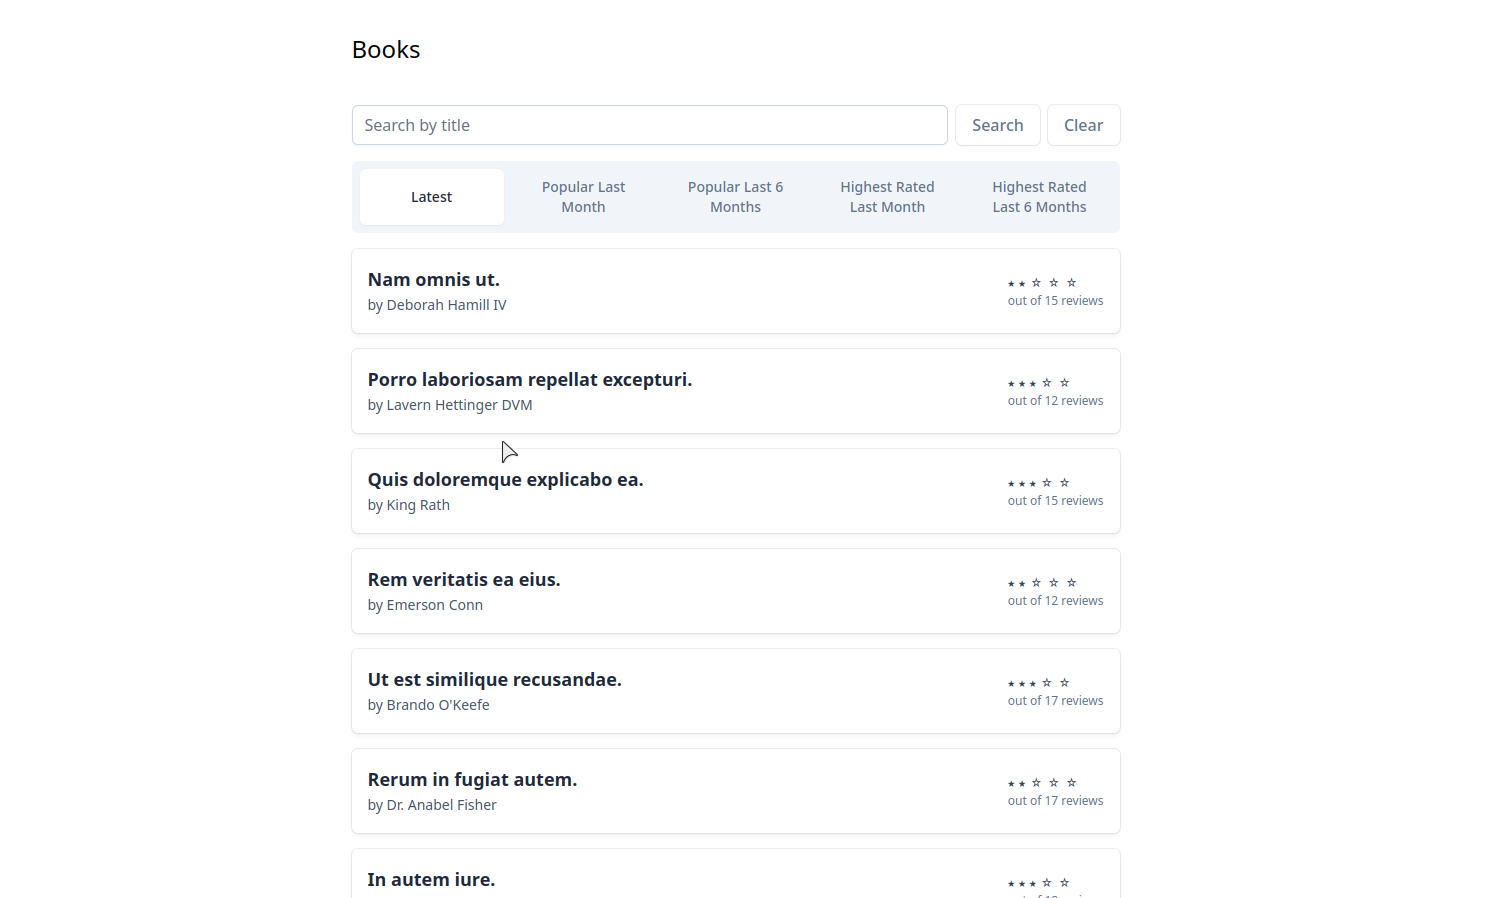 Books
Search by title
Search
Clear
Latest
Popular Last
Month
Popular Last 6
Months
Highest Rated
Last Month
Highest Rated
Last 6 Months
Nam omnis ut.
by Deborah Hamill IV
★★☆☆☆
out of 15 reviews
Porro laboriosam repellat excepturi.
by Lavern Hettinger DVM
★★★☆☆
out of 12 reviews
Quis doloremque explicabo ea.
by King Rath
★★★☆☆
out of 15 reviews
Rem veritatis ea eius.
by Emerson Conn
★★☆☆☆
out of 12 reviews
Ut est similique recusandae.
by Brando O'Keefe
★★★☆☆
out of 17 reviews
Rerum in fugiat autem.
by Dr. Anabel Fisher
★★☆☆☆
out of 17 reviews
In autem iure.
★★★☆☆